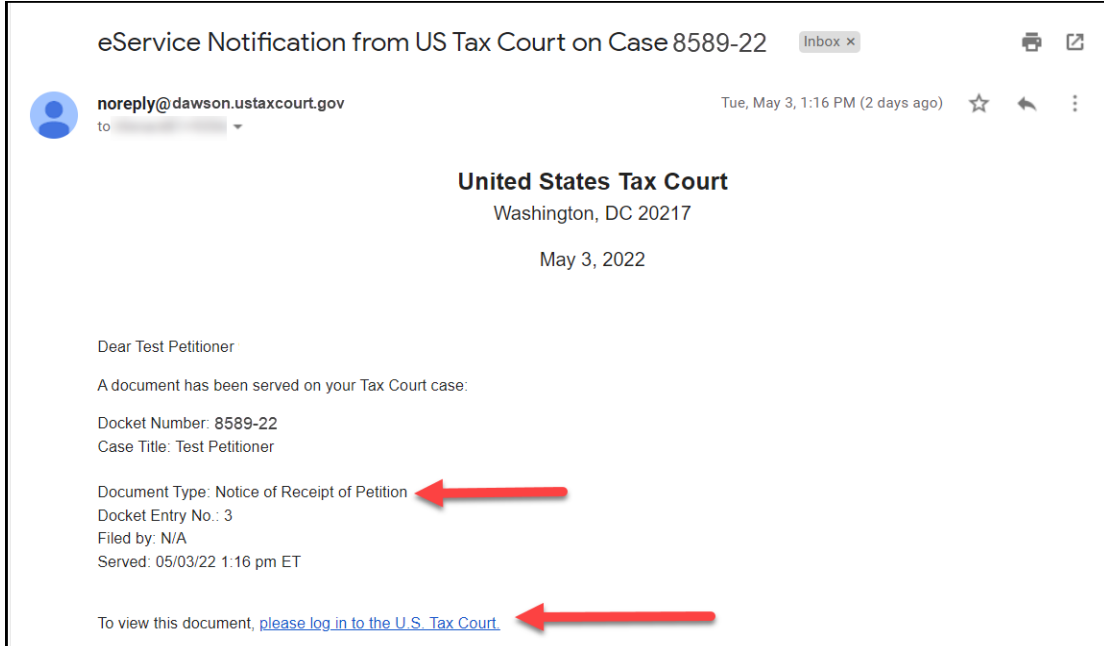 eService Notification from US Tax Court on Case 8589-22 Inbox ×
noreply@dawson.ustaxcourt.gov Tue, May 3, 1:16 PM (2 days ago)
to
United States Tax Court
Washington, DC 20217
May 3, 2022
Dear Test Petitioner
A document has been served on your Tax Court case:
Docket Number: 8589-22
Case Title: Test Petitioner
Document Type: Notice of Receipt of Petition
Docket Entry No.: 3
Filed by: N/A
Served: 05/03/22 1:16 pm ET
To view this document, please log in to the U.S. Tax Court.